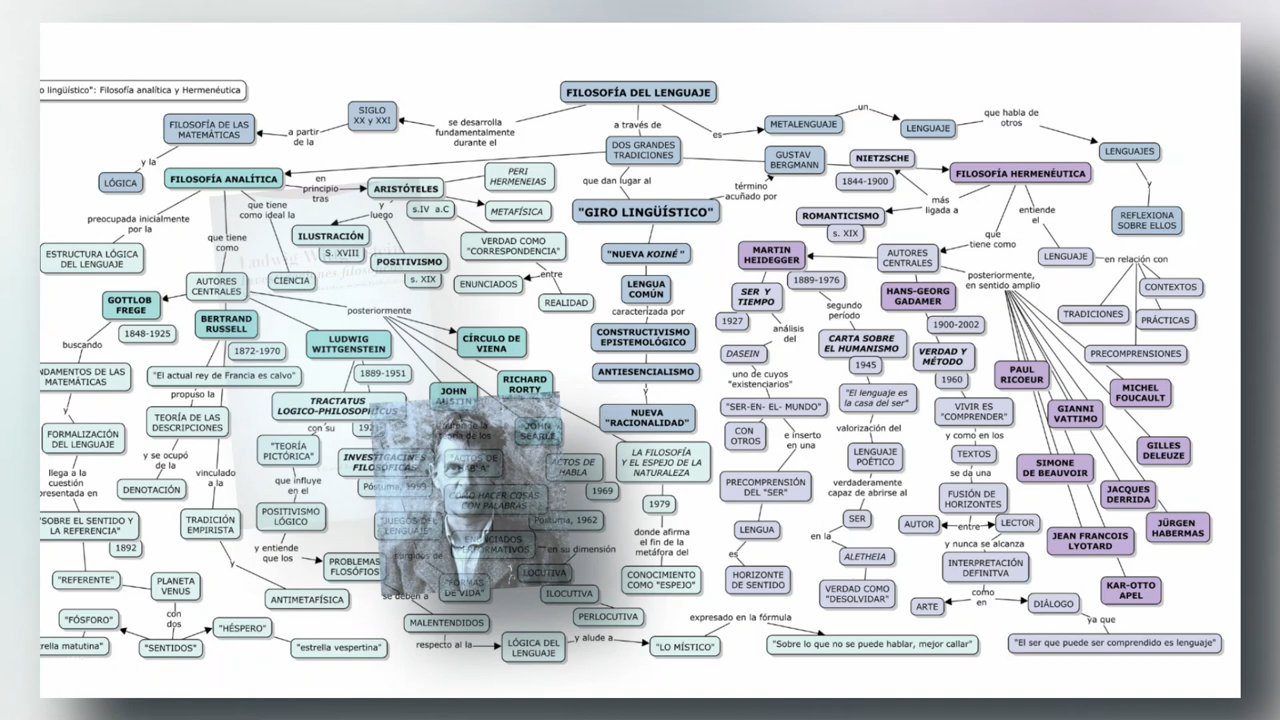 o lingüístico": Filosofía analítica y Hermenéutica
FILOSOFÍA DEL LENGUAJE
SIGLO
XX y XXI
se desarrolla
fundamentalmente
durante el
a partir
de la
FILOSOFÍA DE LAS
MATEMÁTICAS
y la
LÓGICA
a través de
DOS GRANDES
TRADICIONES
que dan lugar al
es
METALENGUAJE
un
LENGUAJE
que habla de
otros
LENGUAJES
y
REFLEXIONA
SOBRE ELLOS
GUSTAV
BERGMANN
término
acuñado por
"GIRO LINGÜÍSTICO"
"NUEVA KOINÉ "
LENGUA
COMÚN
caracterizada por
CONSTRUCTIVISMO
EPISTEMOLÓGICO
ANTIESENCIALISMO
y
NUEVA
"RACIONALIDAD"
FILOSOFÍA ANALÍTICA
preocupada inicialmente
por la
ESTRUCTURA LÓGICA
DEL LENGUAJE
que tiene
como
AUTORES
CENTRALES
que tiene
como ideal la
CIENCIA
en
principio
tras
ARISTÓTELES
s.IV a.C
PERI
HERMENEIAS
METAFÍSICA
VERDAD COMO
"CORRESPONDENCIA"
entre
ENUNCIADOS
REALIDAD
y
luego
ILUSTRACIÓN
S. XVIII
POSITIVISMO
s. XIX
GOTTLOB
FREGE
1848-1925
buscando
NDAMENTOS DE LAS
MATEMÁTICAS
y
FORMALIZACIÓN
DEL LENGUAJE
llega a la
cuestión
presentada en
"SOBRE EL SENTIDO Y
LA REFERENCIA"
1892
"REFERENTE"
PLANETA
VENUS
con
dos
"SENTIDOS"
"FÓSFORO"
trella matutina"
"HÉSPERO"
"estrella vespertina"
BERTRAND
RUSSELL
1872-1970
"El actual rey de Francia es calvo"
propuso la
TEORÍA DE LAS
DESCRIPCIONES
y se ocupó
de la
DENOTACIÓN
vinculado
a la
TRADICIÓN
EMPIRISTA
y
ANTIMETAFÍSICA
posteriormente
LUDWIG
WITTGENSTEIN
1889-1951
TRACTATUS
LOGICO-PHILOSOPHICUS
con su
"TEORÍA
PICTÓRICA"
que influye
en el
POSITIVISMO
LÓGICO
y entiende
que los
PROBLEMAS
FILOSÓFIOS
INVESTIGACINES
FILOSÓFICAS
"JUEGOS DEL
LENGUAJE"
"FORMAS
DE VIDA"
se deben a
MALENTENDIDOS
respecto al la
LÓGICA DEL
LENGUAJE
y alude a
"LO MÍSTICO"
expresado en la fórmula
"Sobre lo que no se puede hablar, mejor callar"
CÍRCULO DE
VIENA
JOHN
AUSTIN
teoría de los
"ACTOS DE
HABLA"
COMO HACER COSAS
CON PALABRAS
Póstuma, 1962
ENUNCIADOS
en su dimensión
LOCUTIVA
ILOCUTIVA
PERLOCUTIVA
JOHN
SEARLE
ACTOS DE
HABLA
1969
RICHARD
RORTY
LA FILOSOFÍA
Y EL ESPEJO DE LA
NATURALEZA
1979
donde afirma
el fin de la
metáfora del
CONOCIMIENTO
COMO "ESPEJO"
FILOSOFÍA HERMENÉUTICA
NIETZSCHE
1844-1900
más
ligada a
ROMANTICISMO
s. XIX
que
tiene como
AUTORES
CENTRALES
entiende
el
LENGUAJE
en relación con
CONTEXTOS
TRADICIONES
PRÁCTICAS
PRECOMPRENSIONES
MARTIN
HEIDEGGER
1889-1976
SER Y
TIEMPO
1927
análisis
del
DASEIN
uno de cuyos
"existenciarios"
"SER-EN- EL- MUNDO"
CON
OTROS
e inserto
en una
PRECOMPRENSIÓN
DEL "SER"
LENGUA
es
HORIZONTE
DE SENTIDO
segundo
período
CARTA SOBRE
EL HUMANISMO
1945
"El lenguaje es
la casa del ser"
valorización del
LENGUAJE
POÉTICO
verdaderamente
capaz de abrirse al
SER
en la
ALETHEIA
VERDAD COMO
"DESOLVIDAR"
HANS-GEORG
GADAMER
1900-2002
VERDAD Y
MÉTODO
1960
VIVIR ES
"COMPRENDER"
y como en los
TEXTOS
se da una
FUSIÓN DE
HORIZONTES
AUTOR
entre
LECTOR
y nunca se alcanza
INTERPRETACIÓN
DEFINITVA
como
en
ARTE
DIÁLOGO
ya que
"El ser que puede ser comprendido es lenguaje"
posteriormente,
en sentido amplio
PAUL
RICOEUR
GIANNI
VATTIMO
MICHEL
FOUCAULT
GILLES
DELEUZE
SIMONE
DE BEAUVOIR
JACQUES
DERRIDA
JÜRGEN
HABERMAS
JEAN FRANCOIS
LYOTARD
KAR-OTTO
APEL